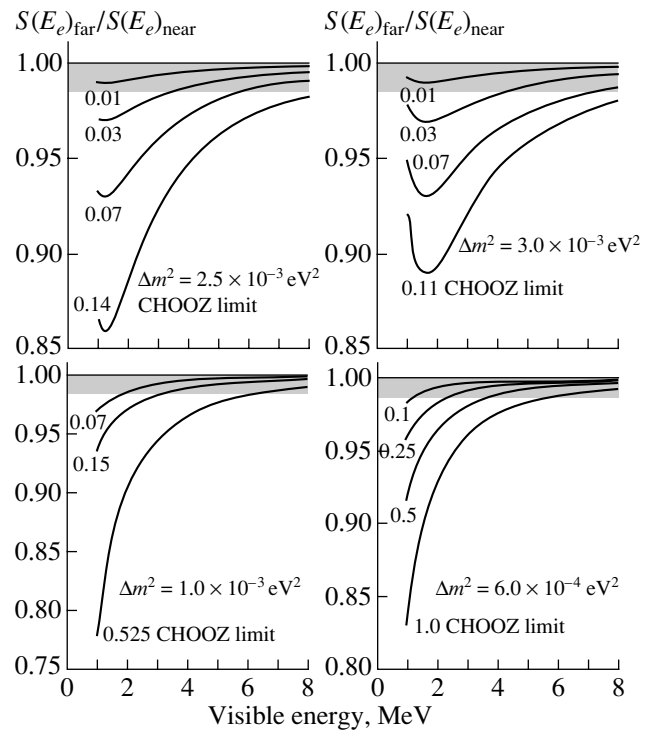 S(E_e)_far/S(E_e)_near
1.00
0.01
0.03
0.95
0.07
0.90
Δm² = 2.5 × 10⁻³ eV²
0.14
CHOOZ limit
0.85
S(E_e)_far/S(E_e)_near
1.00
0.01
0.03
0.95
0.07
0.90
Δm² = 3.0 × 10⁻³ eV²
0.11 CHOOZ limit
0.85
1.00
0.07
0.95
0.15
0.90
0.85
Δm² = 1.0 × 10⁻³ eV²
0.80
0.525 CHOOZ limit
0.75
0 2 4 6 8
1.00
0.1
0.25
0.95
0.5
0.90
Δm² = 6.0 × 10⁻⁴ eV²
0.85
1.0 CHOOZ limit
0.80
0 2 4 6 8
Visible energy, MeV